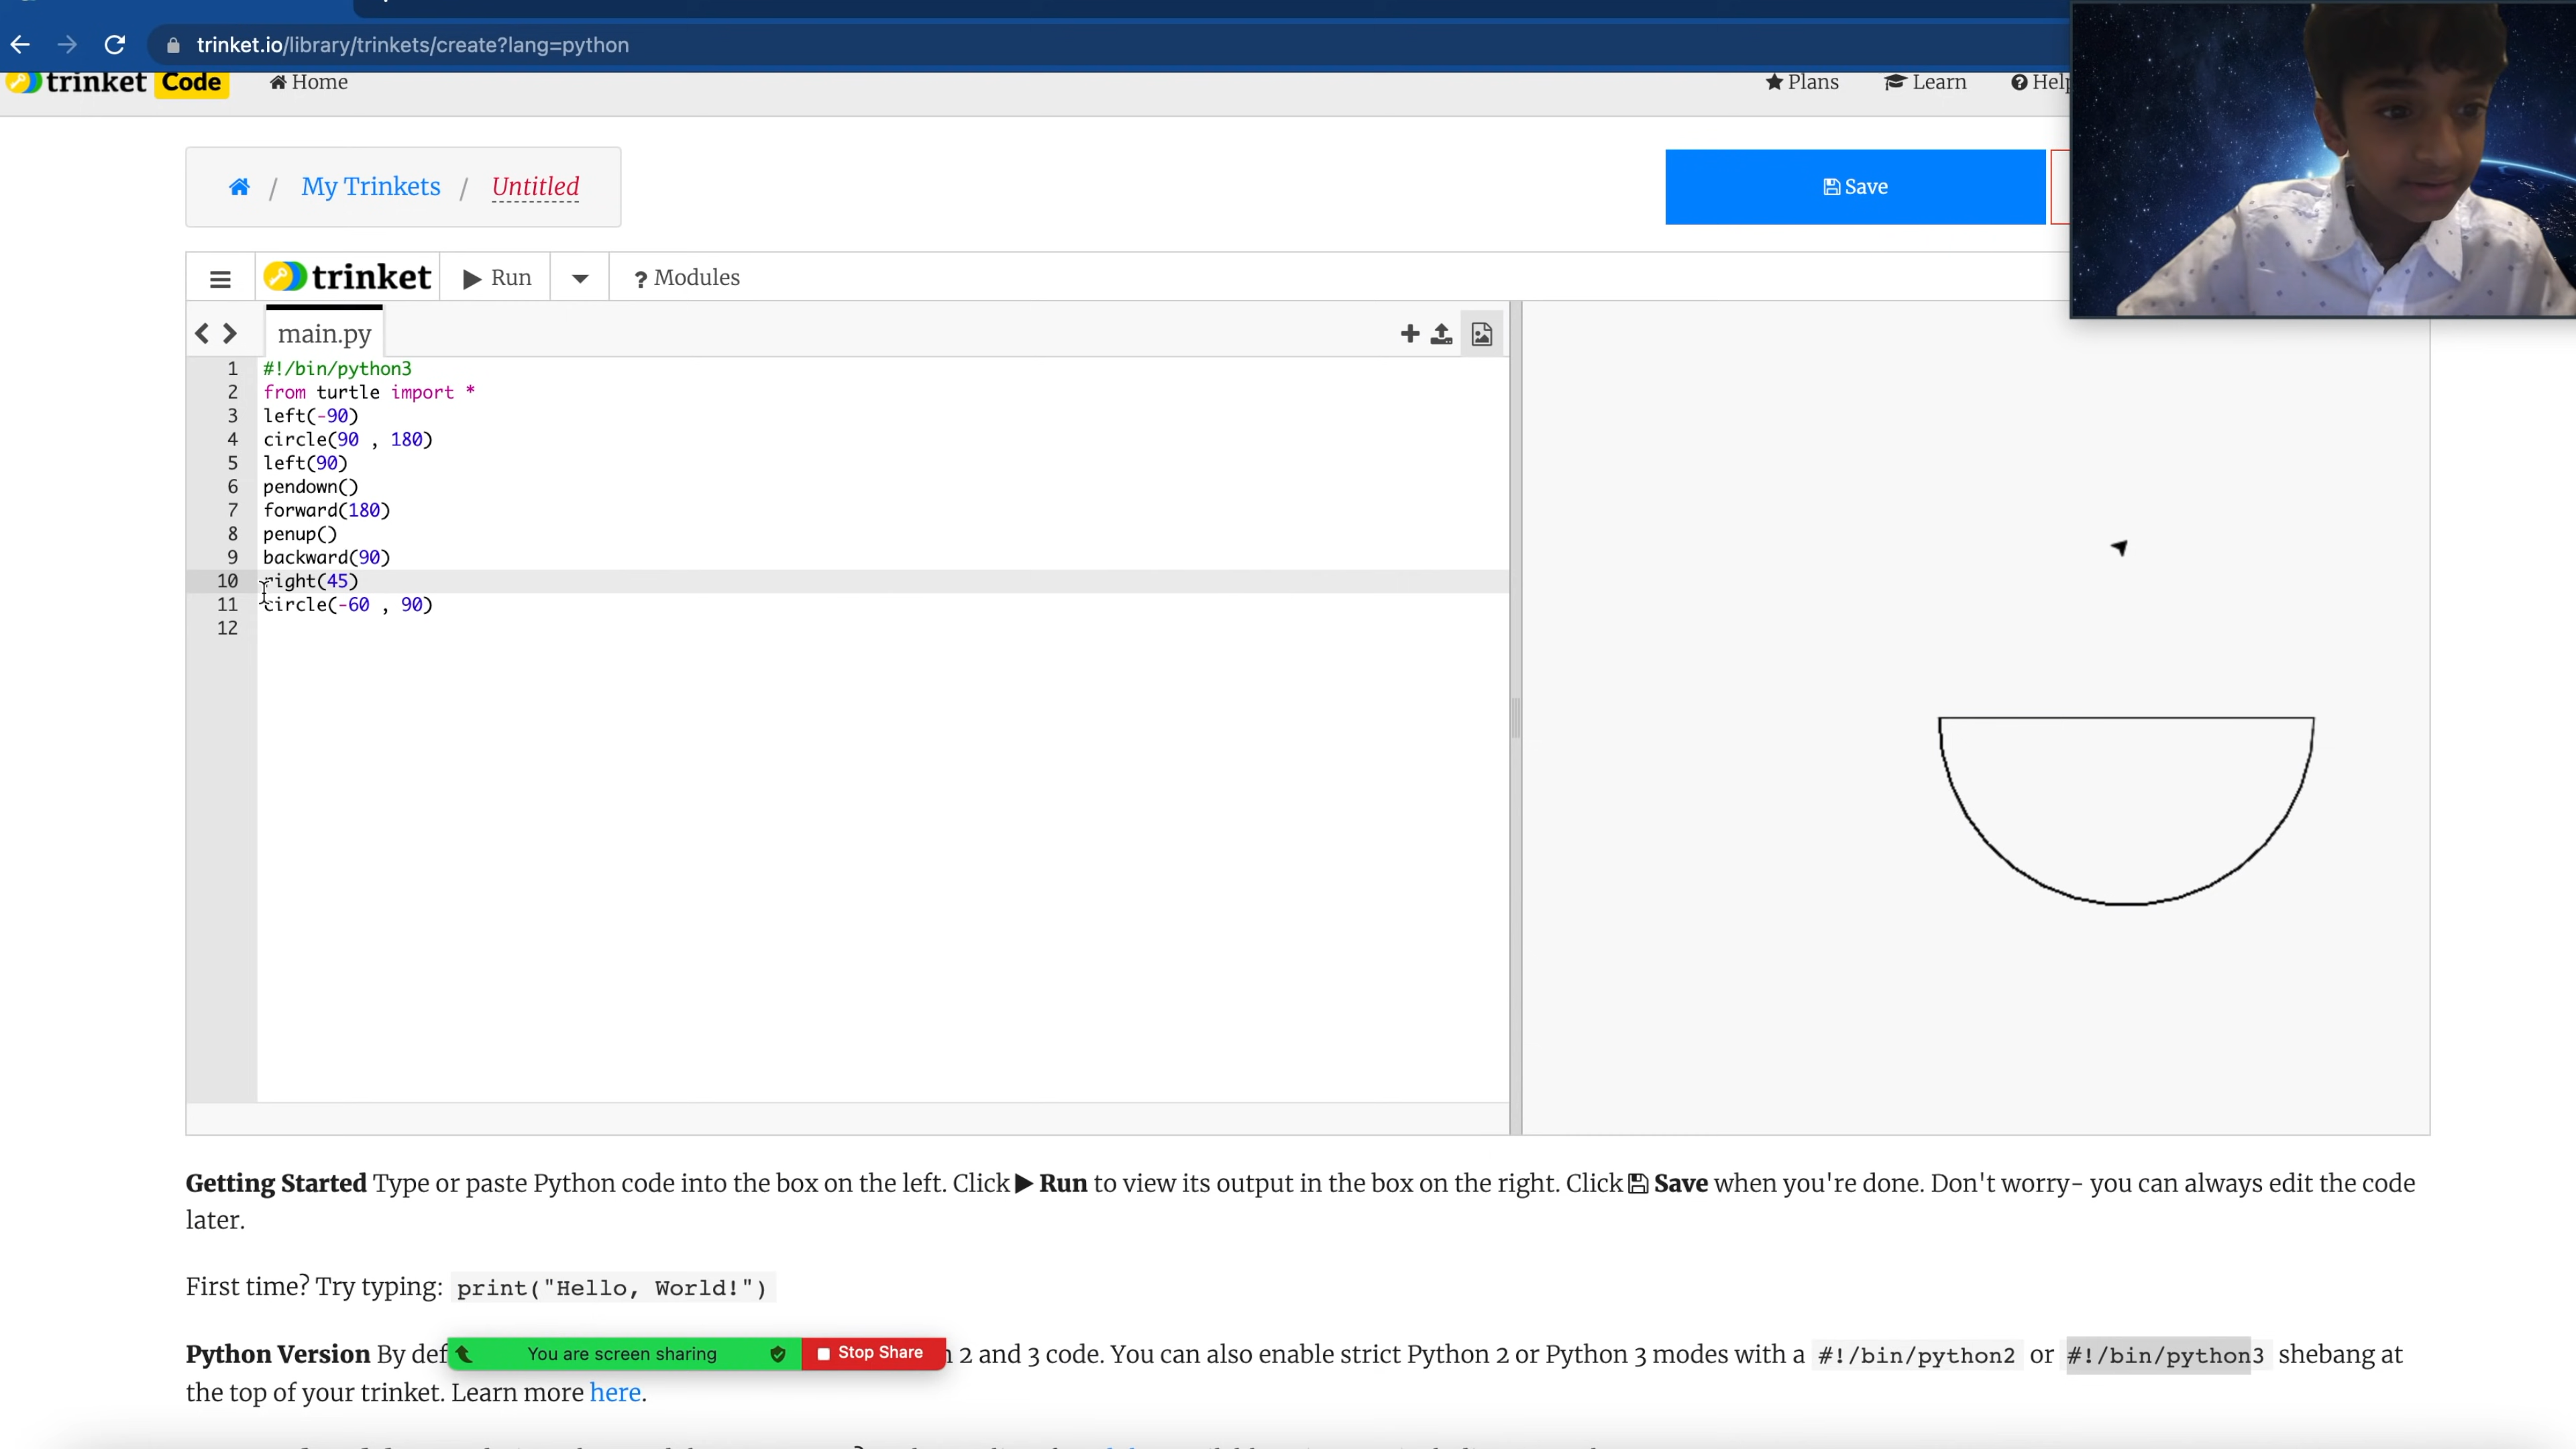 trinket.io/library/trinkets/create?lang=python
trinket Code Home Plans Learn Help
/ My Trinkets / Untitled
Save
trinket Run ? Modules
main.py
1 #!/bin/python3
2 from turtle import *
3 left(-90)
4 circle(90 , 180)
5 left(90)
6 pendown()
7 forward(180)
8 penup()
9 backward(90)
10 right(45)
11 circle(-60 , 90)
12
Getting Started Type or paste Python code into the box on the left. Click Run to view its output in the box on the right. Click Save when you're done. Don't worry- you can always edit the code
later.
First time? Try typing: print("Hello, World!")
Python Version By def You are screen sharing Stop Share 2 and 3 code. You can also enable strict Python 2 or Python 3 modes with a #!/bin/python2 or #!/bin/python3 shebang at
the top of your trinket. Learn more here.